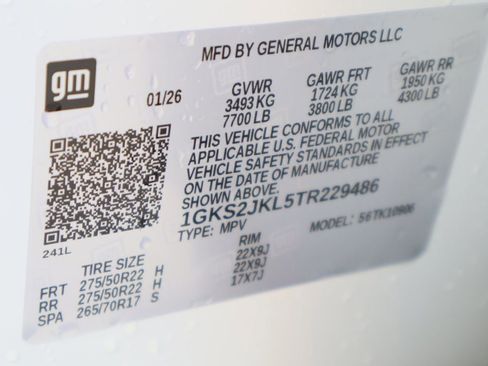 MFD BY GENERAL MOTORS LLC
gm
01/26
GVWR GAWR FRT GAWR RR
3493 KG 1724 KG 1950 KG
7700 LB 3800 LB 4300 LB
THIS VEHICLE CONFORMS TO ALL
APPLICABLE U.S. FEDERAL MOTOR
VEHICLE SAFETY STANDARDS IN EFFECT
ON THE DATE OF MANUFACTURE
SHOWN ABOVE.
1GKS2JKL5TR229486
TYPE: MPV MODEL: 56TK10906
241L
TIRE SIZE RIM
FRT 275/50R22 H 22X9J
RR 275/50R22 H 22X9J
SPA 265/70R17 S 17X7J